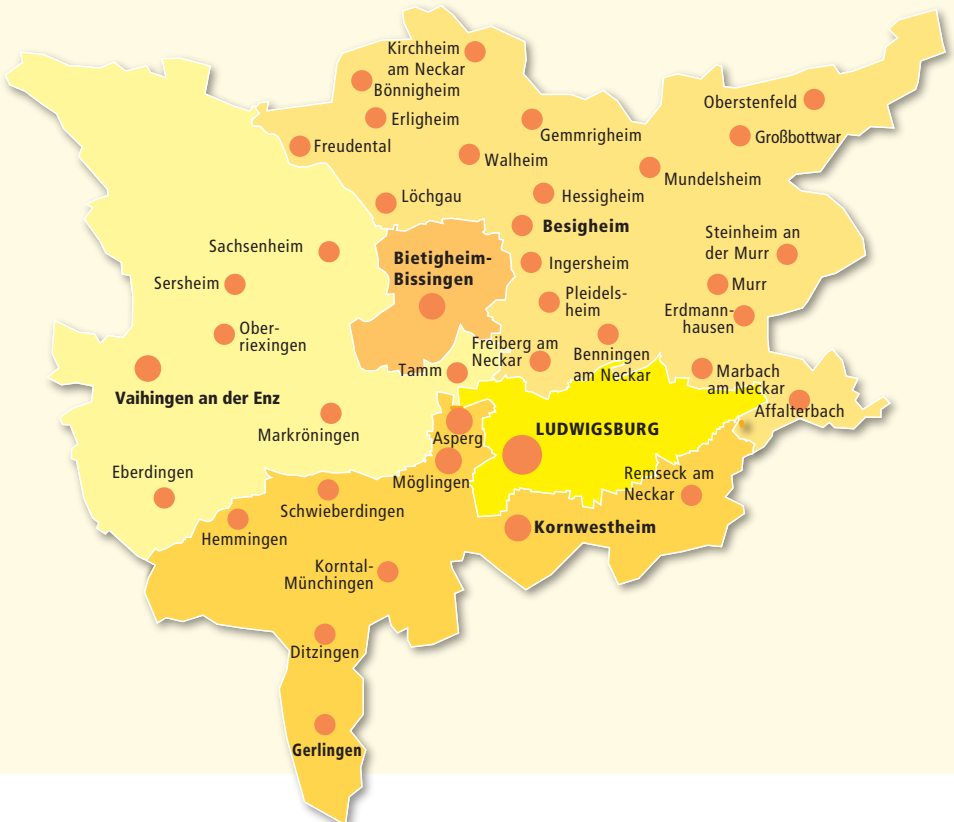 Kirchheim
am Neckar
Bönnigheim
Erligheim
Freudental
Gemmrigheim
Walheim
Oberstenfeld
Großbottwar
Mundelsheim
Löchgau
Hessigheim
Besigheim
Steinheim an
der Murr
Sachsenheim
Bietigheim-
Bissingen
Ingersheim
Sersheim
Pleidels-
heim
Murr
Erdmann-
hausen
Ober-
riexingen
Freiberg am
Neckar
Benningen
am Neckar
Tamm
Marbach
am Neckar
Vaihingen an der Enz
Affalterbach
Markröningen
Asperg
LUDWIGSBURG
Eberdingen
Möglingen
Remseck am
Neckar
Schwieberdingen
Hemmingen
Kornwestheim
Korntal-
Münchingen
Ditzingen
Gerlingen